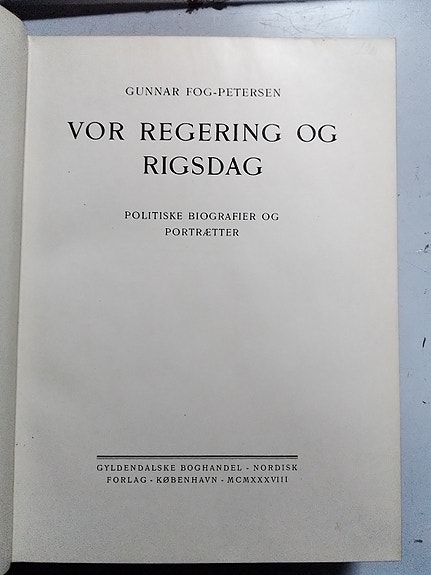 GUNNAR FOG-PETERSEN
VOR REGERING OG
RIGSDAG
POLITISKE BIOGRAFIER OG
PORTRÆTTER
GYLDENDALSKE BOGHANDEL - NORDISK
FORLAG - KØBENHAVN - MCMXXXVIII